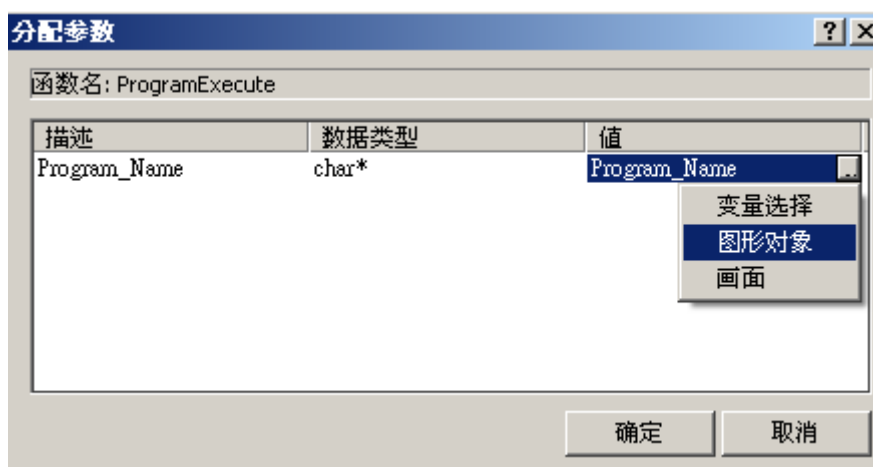 分配参数
函数名: ProgramExecute
描述 数据类型 值
Program_Name char* Program_Name ..
变量选择
图形对象
画面
确定 取消